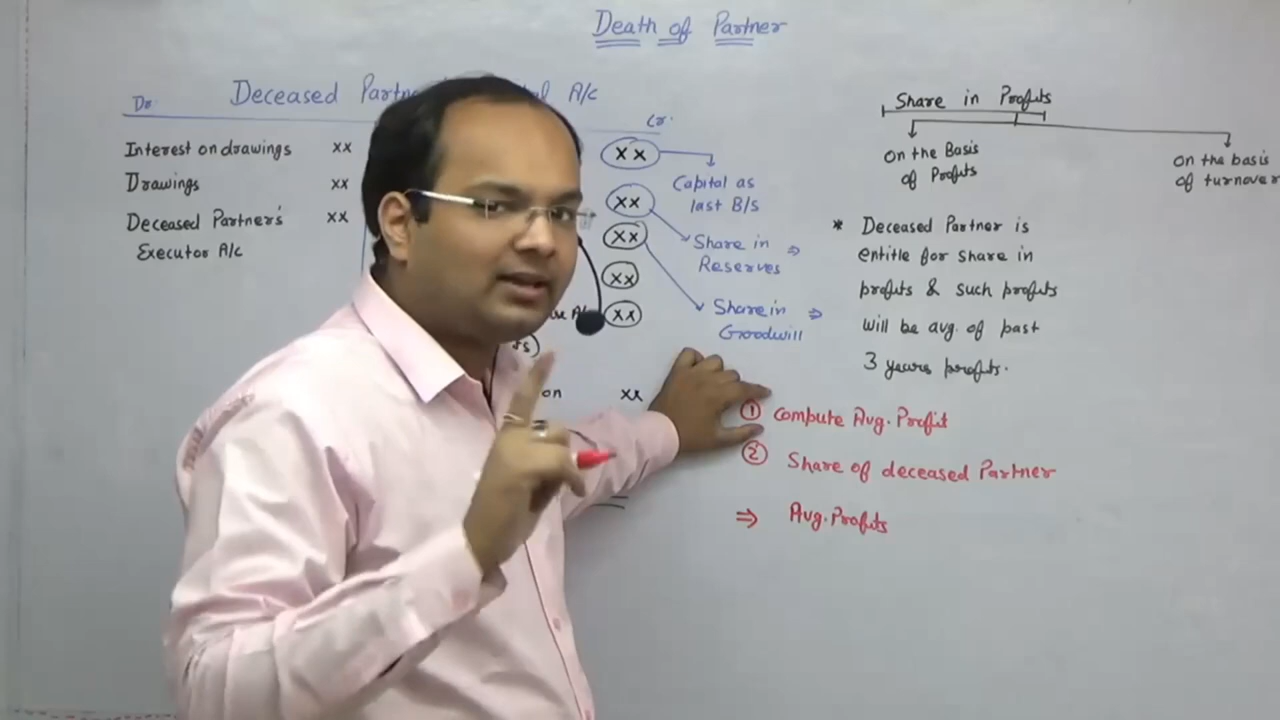 Death of Partner
Deceased Partne tal A/c
Dr.
Cr.
Interest on drawings xx
Drawings xx
Deceased Partner's xx
Executor A/c
xx
xx
xx
xx
A/c xx
on xx
Capital as
last B/s
Share in ⇒
Reserves
Share in ⇒
Goodwill
Share in Profits
On the Basis
of Profits
on the basis
of turnover
* Deceased Partner is
entitle for share in
profits & such profits
will be avg. of past
3 years profits.
① Compute Avg. Profit
② Share of deceased Partner
⇒ Avg. Profits